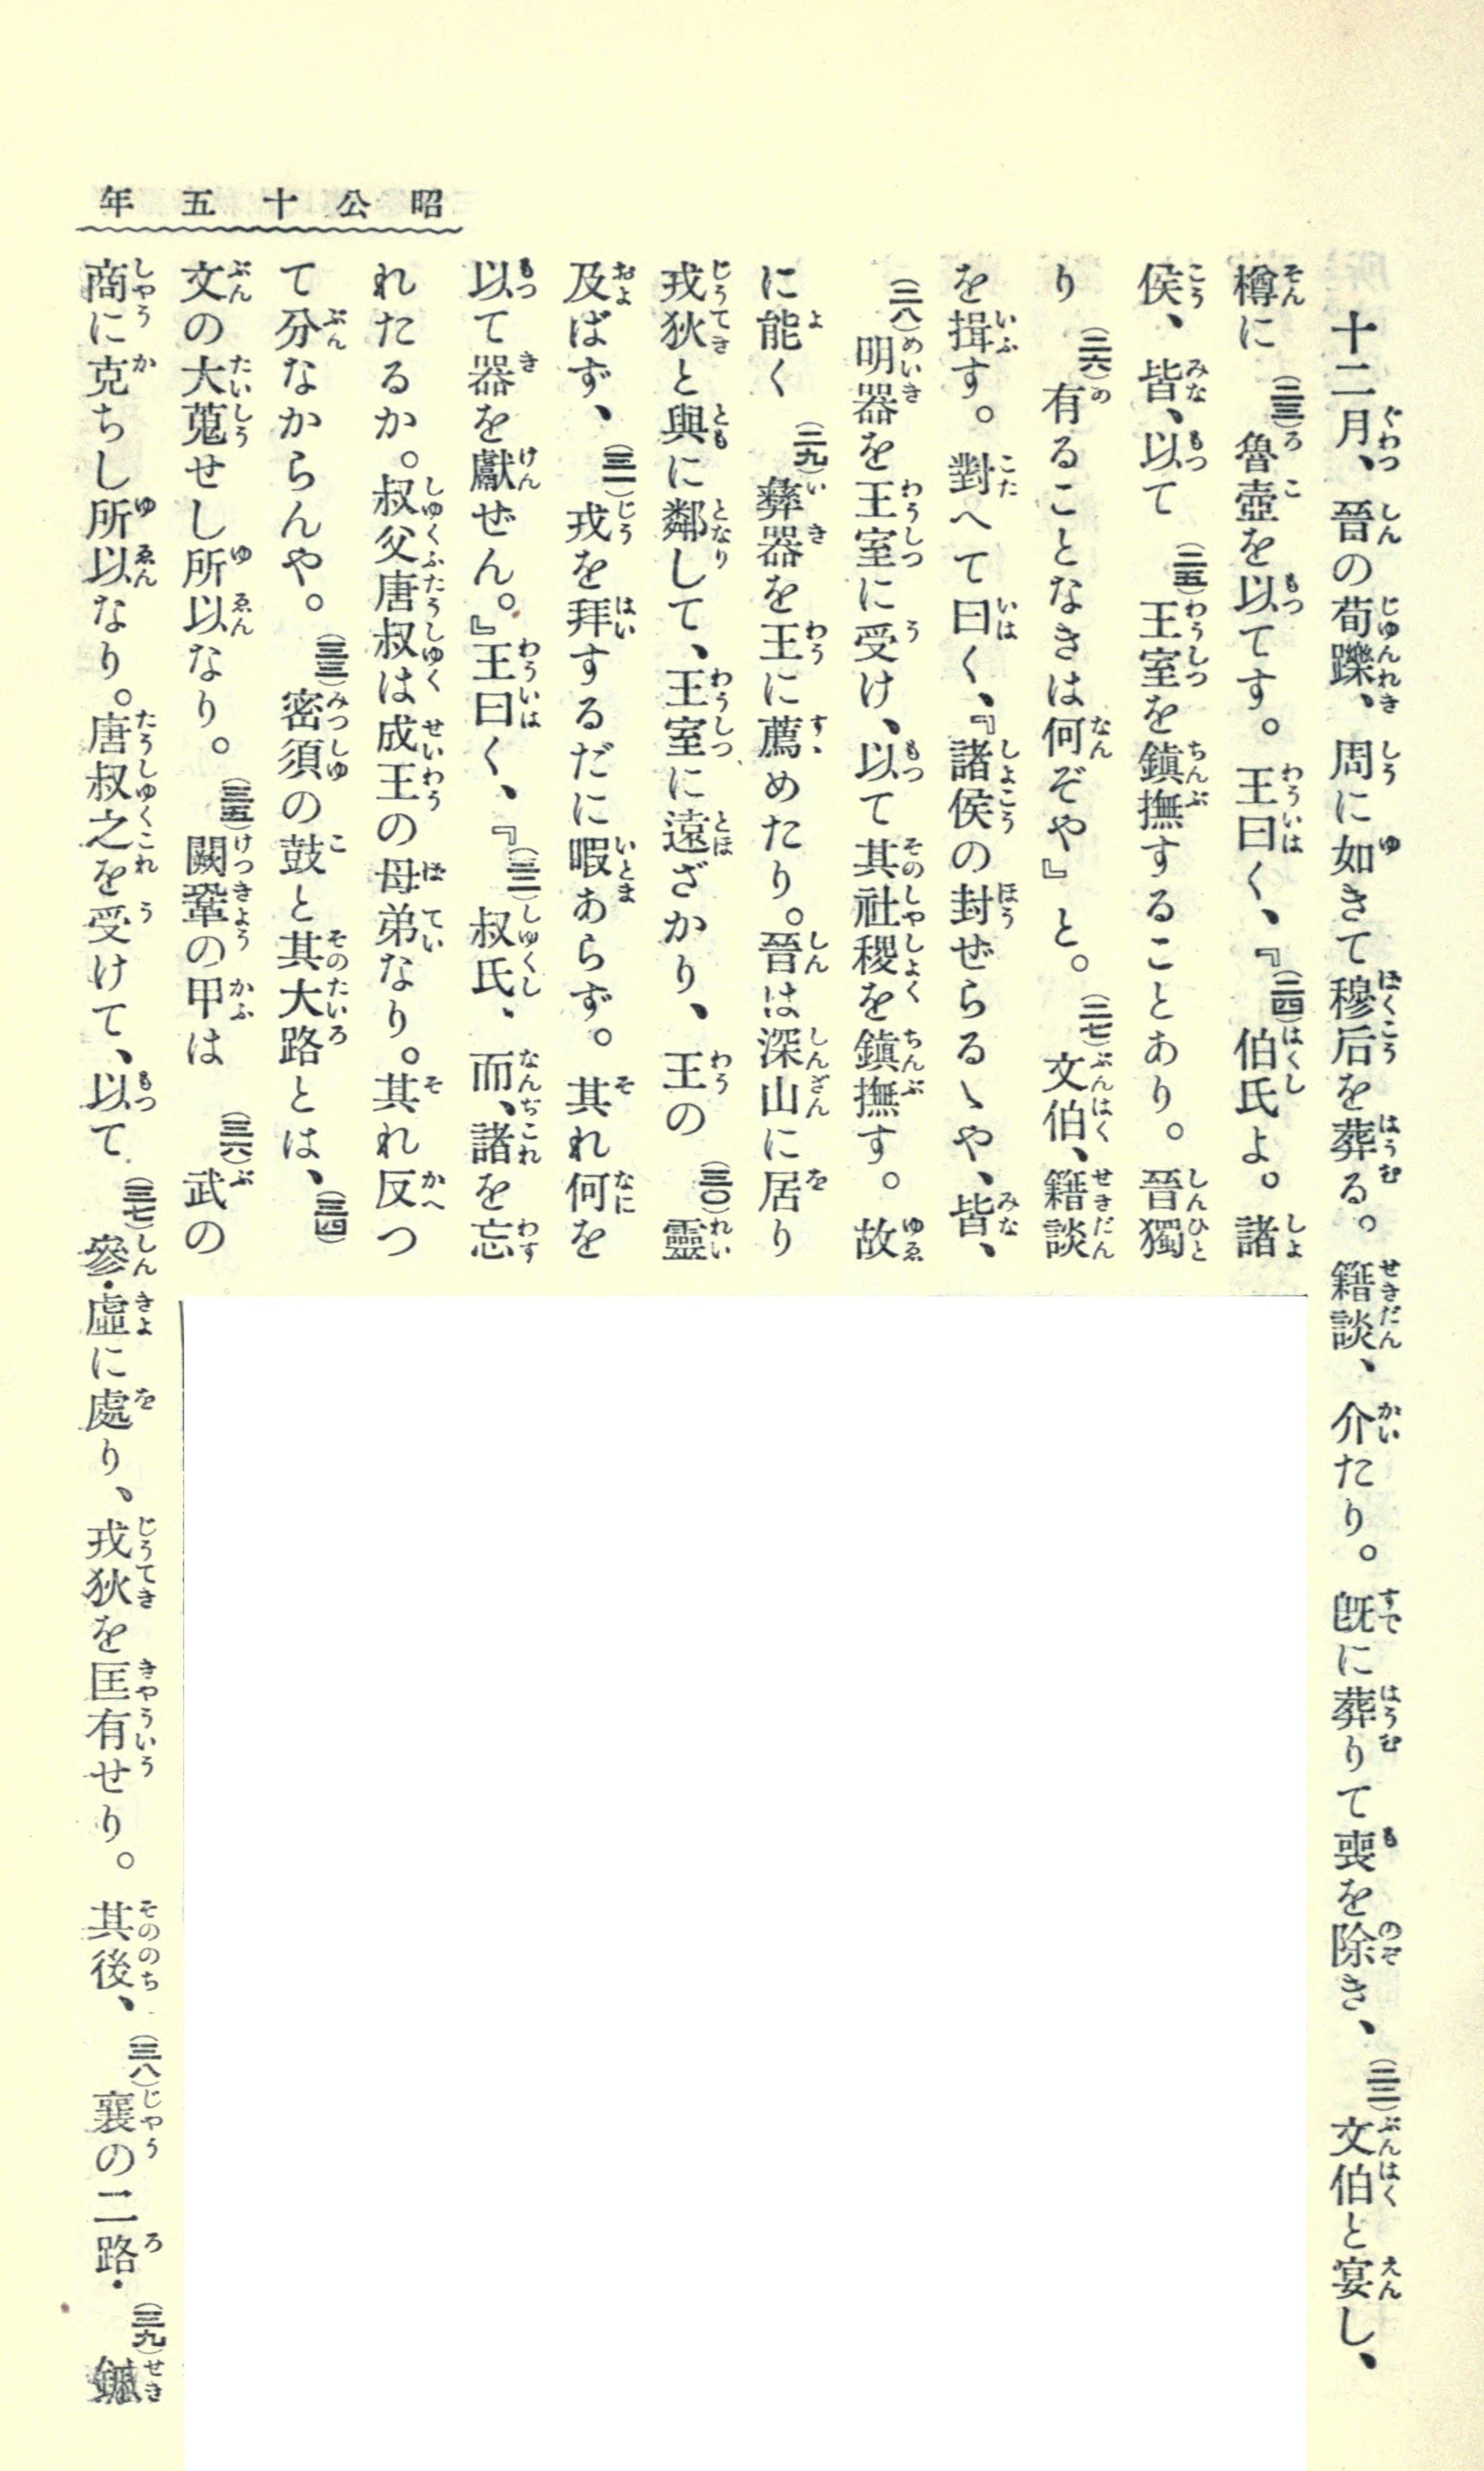 昭公十五年
十二月、晉の荀躒、周に如きて穆后を葬る。籍談、介たり。既に葬りて喪を除き、(二二)文伯と宴し、
樽に(二三)魯壺を以てす。王曰く、『(二四)伯氏よ。諸
侯、皆、以て(二五)王室を鎭撫することあり。晉獨
り(二六)有ることなきは何ぞや』と。(二七)文伯、籍談
を揖す。對へて曰く、『諸侯の封ぜらるゝや、皆、
(二八)明器を王室に受け、以て其社稷を鎭撫す。故
に能く(二九)彝器を王に薦めたり。晉は深山に居り
戎狄と與に鄰して、王室に遠ざかり、王の(三〇)靈
及ばず、(三一)戎を拜するだに暇あらず。其れ何を
以て器を獻ぜん。』王曰く、『(三二)叔氏、而、諸を忘
れたるか。叔父唐叔は成王の母弟なり。其れ反つ
て分なからんや。(三三)密須の鼓と其大路とは、(三四)
文の大蒐せし所以なり。(三五)闕鞏の甲は(三六)武の
商に克ちし所以なり。唐叔之を受けて、以て(三七)參・虛に處り、戎狄を匡有せり。其後、(三八)襄の二路・(三九)鏚